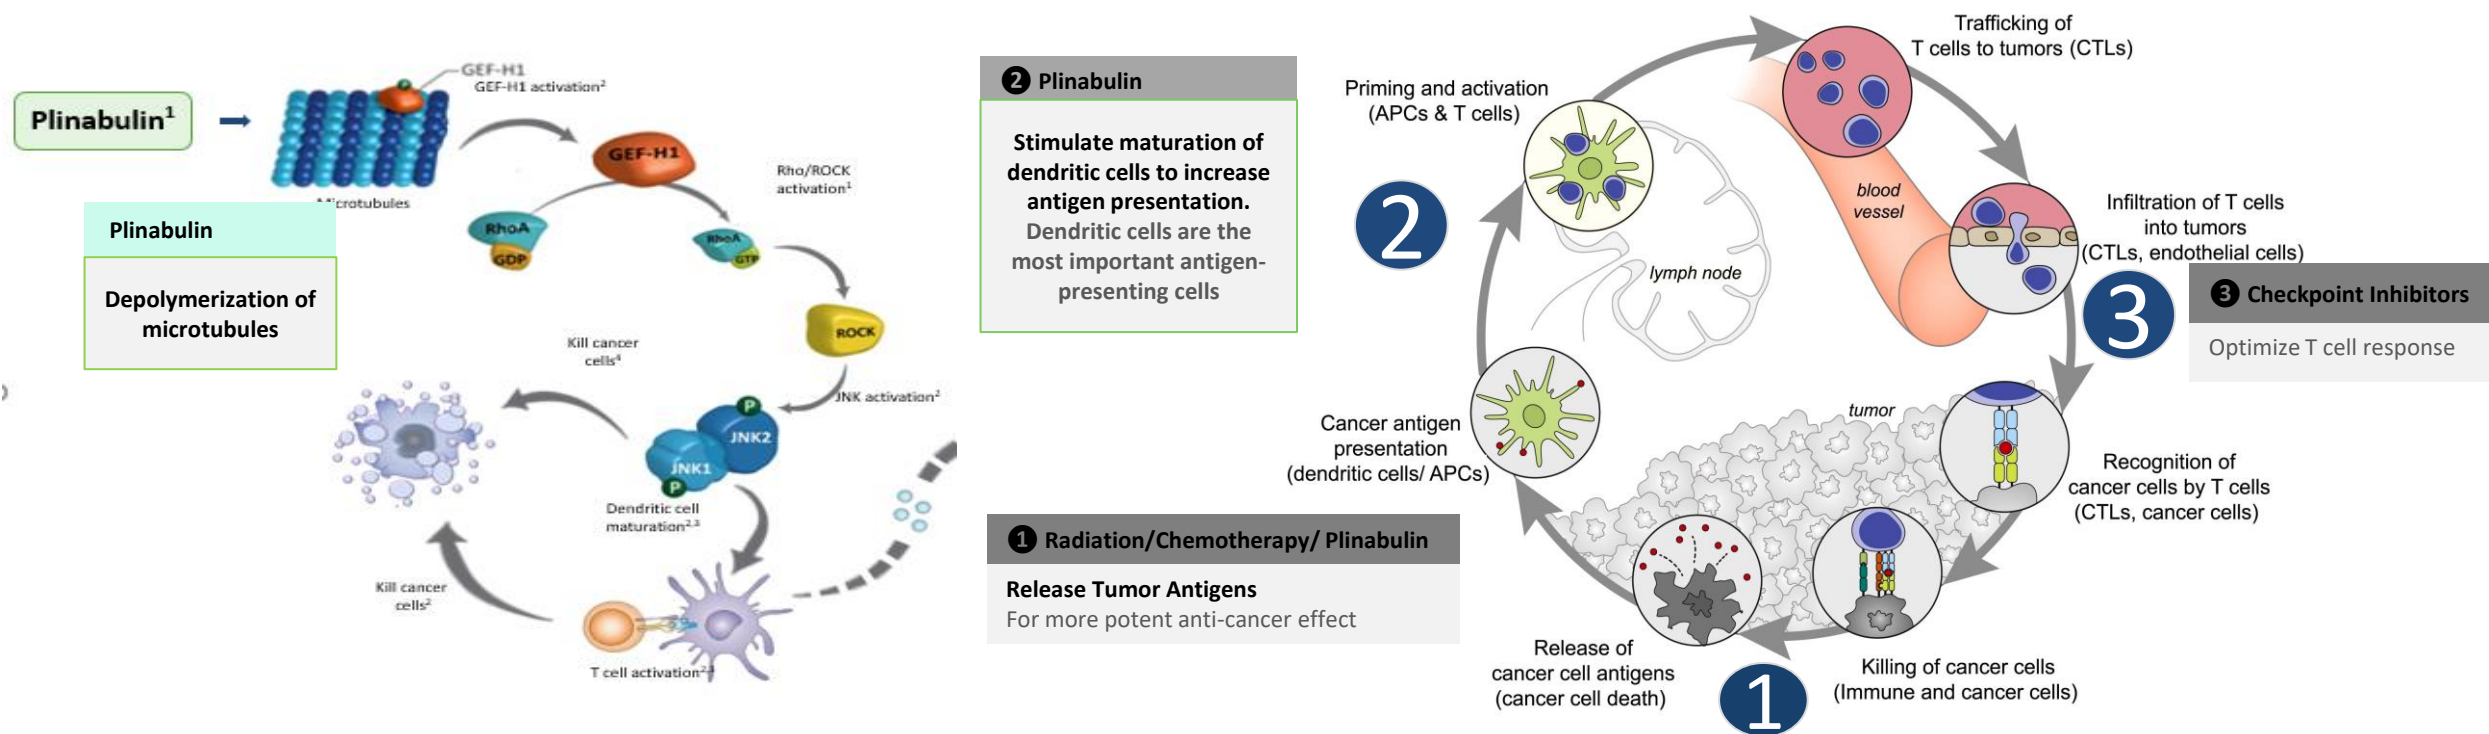 Plinabulin1
GEF-H1
GEF-H1 activation2
Microtubules
GEF-H1
Rho/ROCK
activation1
RhoA
GDP
RhoA
GTP
ROCK
Plinabulin
Depolymerization of
microtubules
Kill cancer
cells4
JNK activation2
P
JNK2
JNK1
P
Dendritic cell
maturation2,3
Kill cancer
cells2
T cell activation2,3
❷ Plinabulin
Stimulate maturation of
dendritic cells to increase
antigen presentation.
Dendritic cells are the
most important antigen-
presenting cells
❶ Radiation/Chemotherapy/ Plinabulin
Release Tumor Antigens
For more potent anti-cancer effect
Trafficking of
T cells to tumors (CTLs)
Priming and activation
(APCs & T cells)
2
blood
vessel
lymph node
Infiltration of T cells
into tumors
(CTLs, endothelial cells)
3
❸ Checkpoint Inhibitors
Optimize T cell response
Cancer antigen
presentation
(dendritic cells/ APCs)
tumor
Recognition of
cancer cells by T cells
(CTLs, cancer cells)
Release of
cancer cell antigens
(cancer cell death)
1
Killing of cancer cells
(Immune and cancer cells)